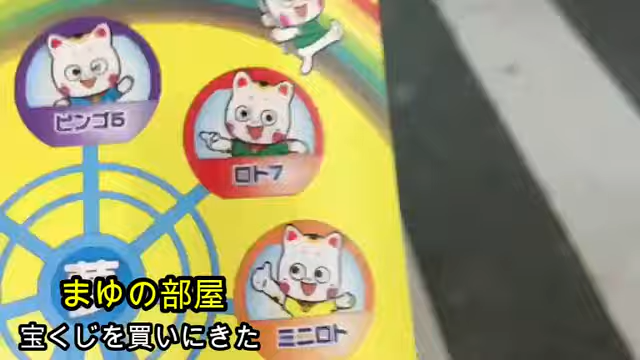 ビンゴ5
ロト7
ミニロト
まゆの部屋
宝くじを買いにきた